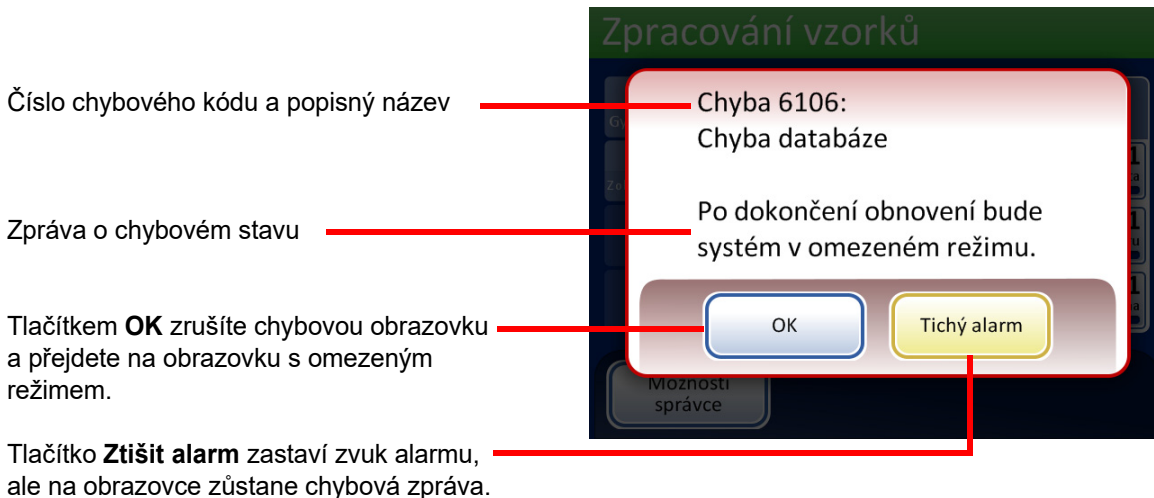 Zpracování vzorků
Číslo chybového kódu a popisný název
Chyba 6106:
Chyba databáze
Zpráva o chybovém stavu
Po dokončení obnovení bude
systém v omezeném režimu.
Tlačítkem OK zrušíte chybovou obrazovku
a přejdete na obrazovku s omezeným
režimem.
OK
Tichý alarm
Možnosti
správce
Tlačítko Ztišit alarm zastaví zvuk alarmu,
ale na obrazovce zůstane chybová zpráva.